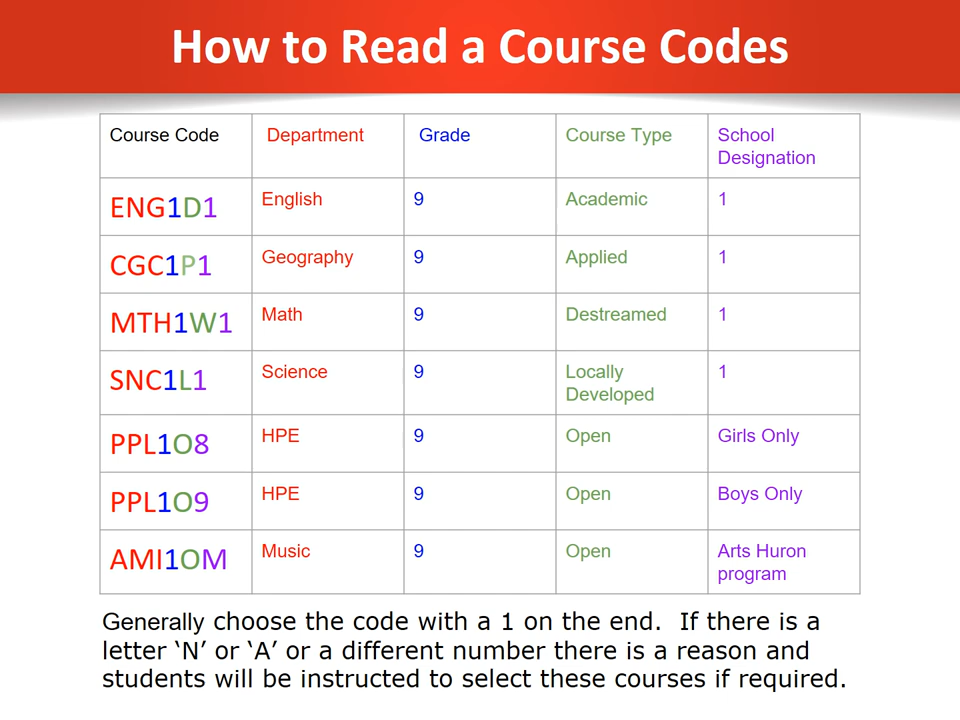 How to Read a Course Codes
Course Code Department Grade Course Type School Designation
ENG1D1 English 9 Academic 1
CGC1P1 Geography 9 Applied 1
MTH1W1 Math 9 Destreamed 1
SNC1L1 Science 9 Locally Developed 1
PPL1O8 HPE 9 Open Girls Only
PPL1O9 HPE 9 Open Boys Only
AMI1OM Music 9 Open Arts Huron program
Generally choose the code with a 1 on the end. If there is a
letter ‘N’ or ‘A’ or a different number there is a reason and
students will be instructed to select these courses if required.